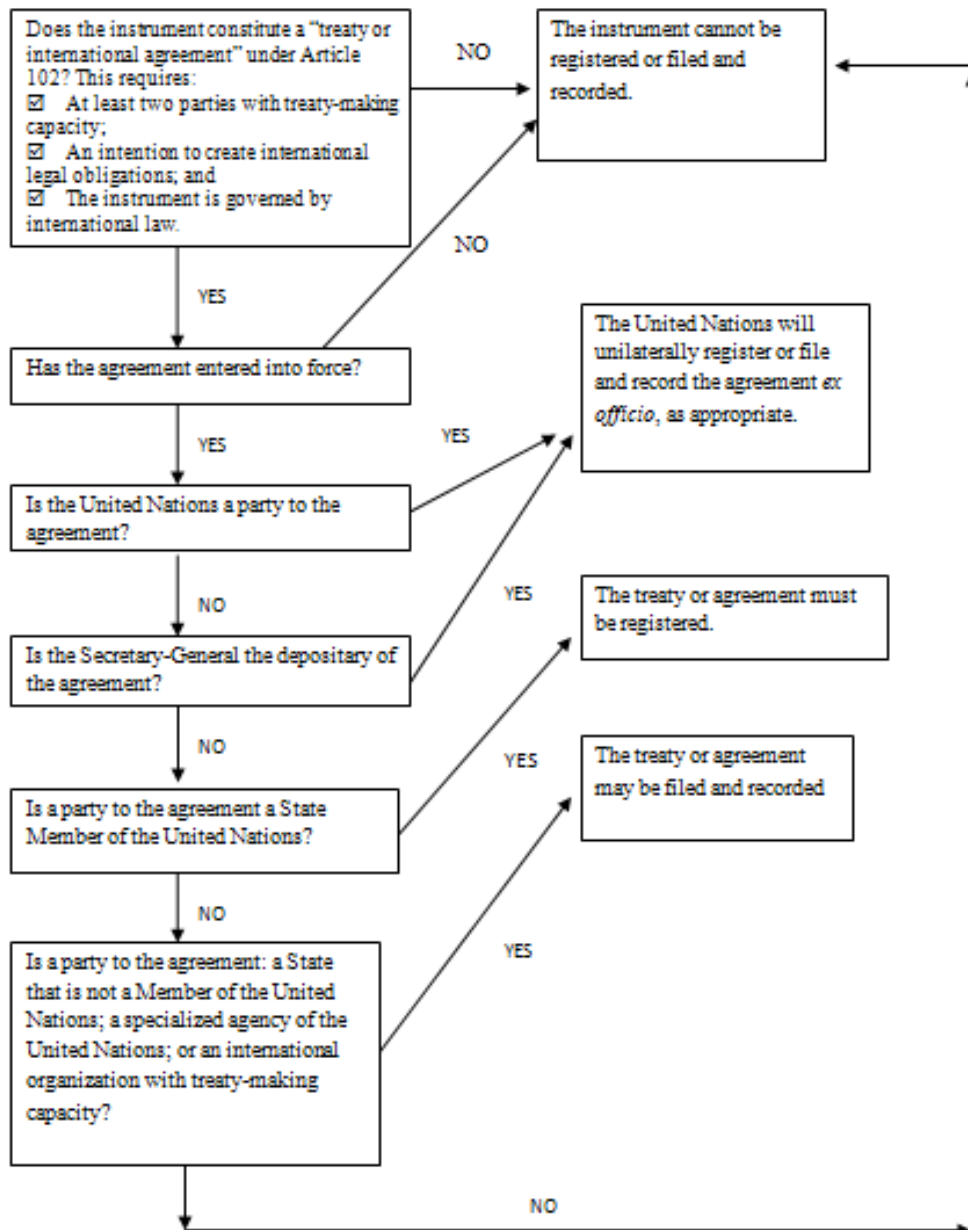 Does the instrument constitute a “treaty or
international agreement” under Article
102? This requires:
☑ At least two parties with treaty-making
capacity;
☑ An intention to create international
legal obligations; and
☑ The instrument is governed by
international law.
NO
The instrument cannot be
registered or filed and
recorded.
NO
YES
Has the agreement entered into force?
The United Nations will
unilaterally register or file
and record the agreement ex
officio, as appropriate.
YES
YES
Is the United Nations a party to the
agreement?
NO
YES
The treaty or agreement must
be registered.
Is the Secretary-General the depositary of
the agreement?
NO
YES
The treaty or agreement
may be filed and recorded
Is a party to the agreement a State
Member of the United Nations?
NO
YES
Is a party to the agreement: a State
that is not a Member of the United
Nations; a specialized agency of the
United Nations; or an international
organization with treaty-making
capacity?
NO